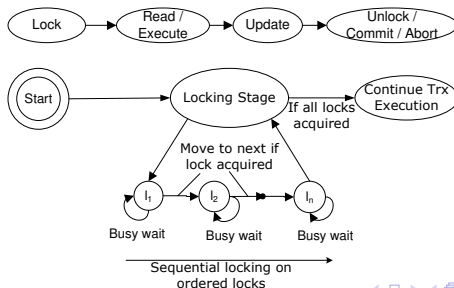 Lock
Read /
Execute
Update
Unlock /
Commit / Abort
Start
Locking Stage
If all locks
acquired
Continue Trx
Execution
Move to next if
lock acquired
l1
l2
ln
Busy wait
Busy wait
Busy wait
Sequential locking on
ordered locks